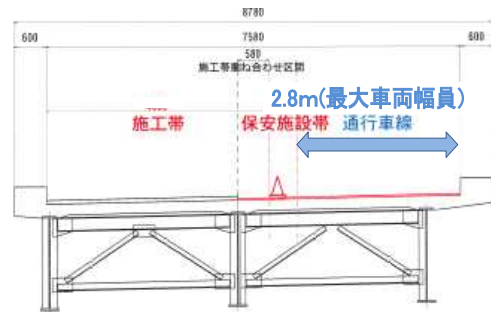 8780
600 7580 600
580
施工帯重ね合わせ区間
2.8m(最大車両幅員)
施工帯 保安施設帯 通行車線